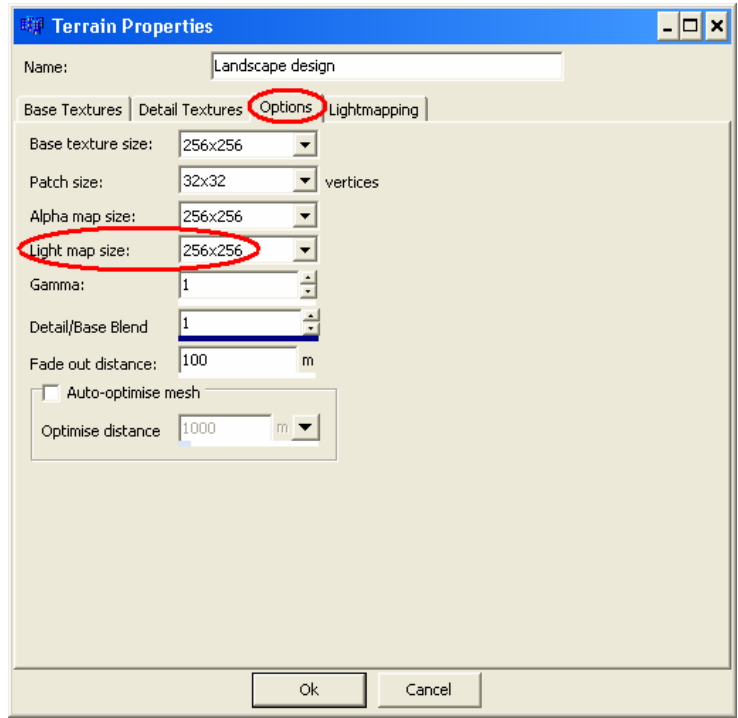 Terrain Properties
Name: Landscape design
Base Textures Detail Textures Options Lightmapping
Base texture size: 256x256
Patch size: 32x32 vertices
Alpha map size: 256x256
Light map size: 256x256
Gamma: 1
Detail/Base Blend 1
Fade out distance: 100 m
Auto-optimise mesh
Optimise distance 1000 m
Ok Cancel